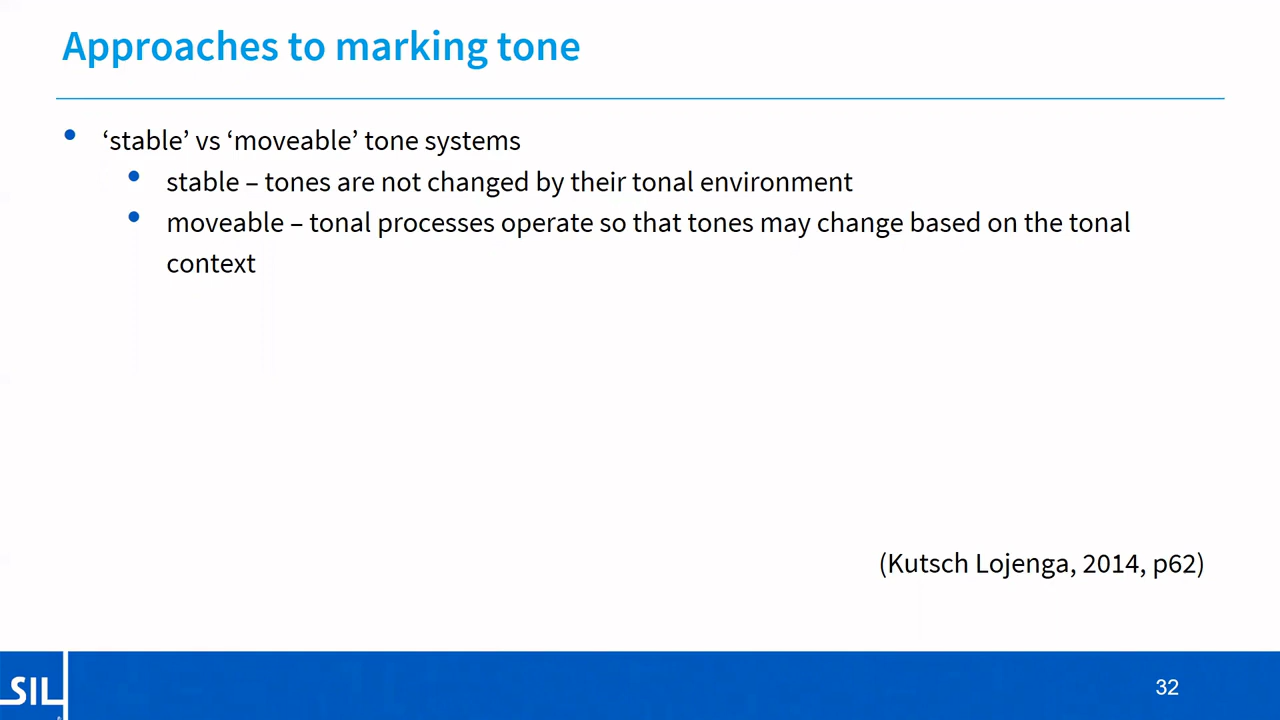 Approaches to marking tone
• ‘stable’ vs ‘moveable’ tone systems
• stable – tones are not changed by their tonal environment
• moveable – tonal processes operate so that tones may change based on the tonal
context
(Kutsch Lojenga, 2014, p62)
SIL
32